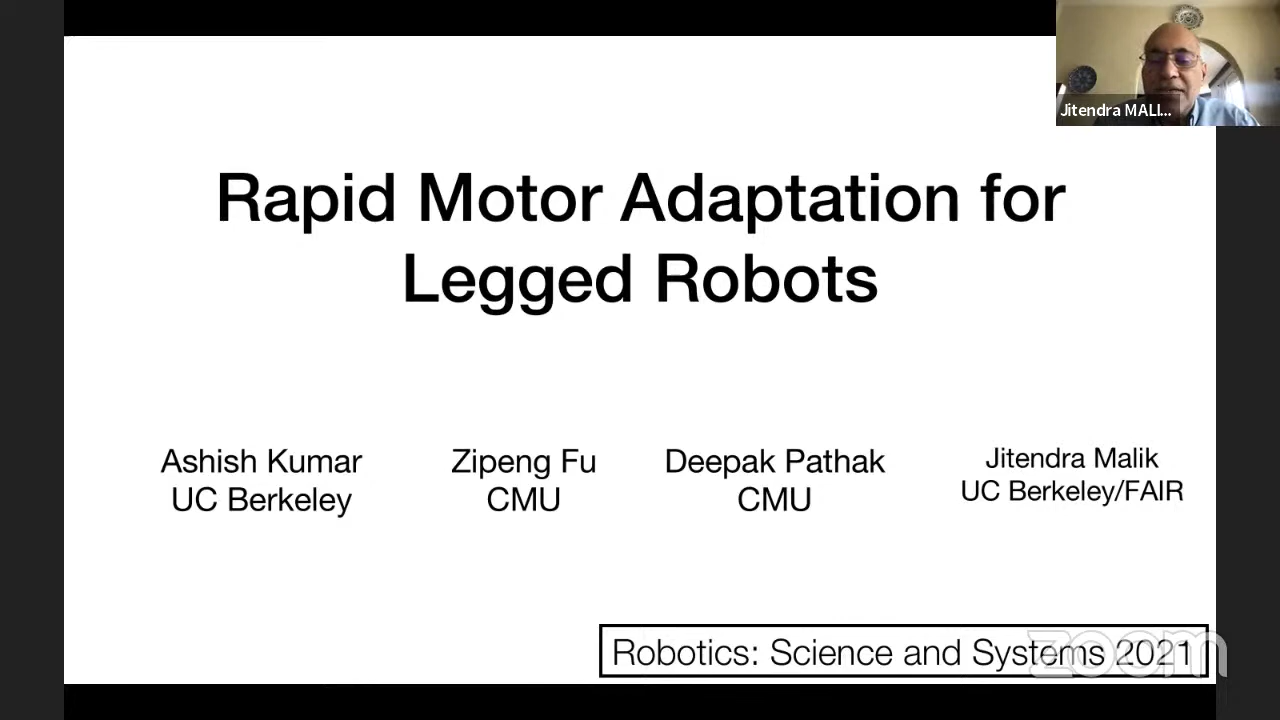 Jitendra MALI...
Rapid Motor Adaptation for
Legged Robots
Ashish Kumar
UC Berkeley
Zipeng Fu
CMU
Deepak Pathak
CMU
Jitendra Malik
UC Berkeley/FAIR
Robotics: Science and Systems 2021
zoom